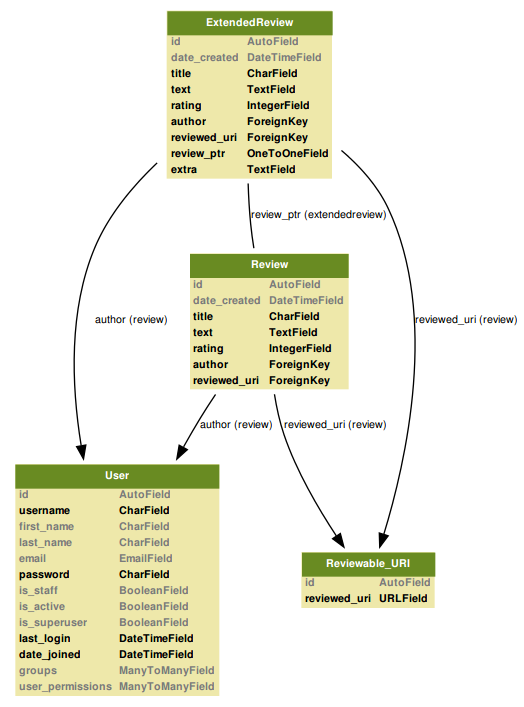 ExtendedReview
id AutoField
date_created DateTimeField
title CharField
text TextField
rating IntegerField
author ForeignKey
reviewed_uri ForeignKey
review_ptr OneToOneField
extra TextField
review_ptr (extendedreview)
Review
id AutoField
date_created DateTimeField
title CharField
text TextField
rating IntegerField
author ForeignKey
reviewed_uri ForeignKey
author (review)
reviewed_uri (review)
author (review)
reviewed_uri (review)
User
id AutoField
username CharField
first_name CharField
last_name CharField
email EmailField
password CharField
is_staff BooleanField
is_active BooleanField
is_superuser BooleanField
last_login DateTimeField
date_joined DateTimeField
groups ManyToManyField
user_permissions ManyToManyField
Reviewable_URI
id AutoField
reviewed_uri URLField